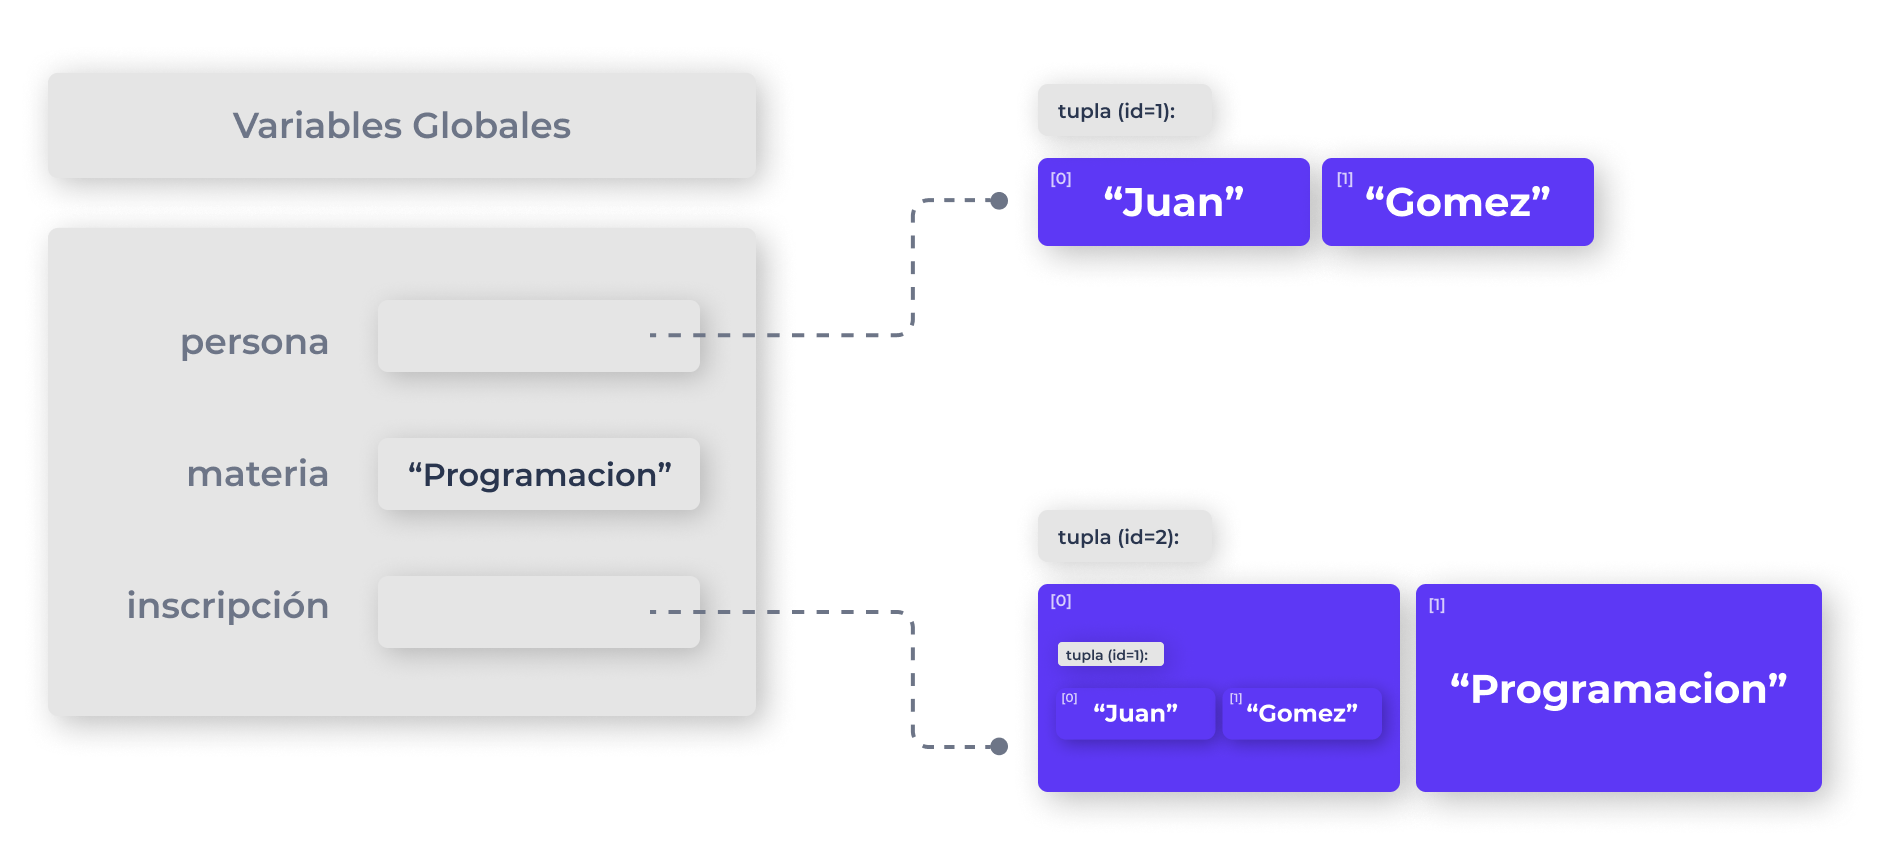 Variables Globales
persona
materia
“Programacion”
inscripción
tupla (id=1):
[0]
“Juan”
[1]
“Gomez”
tupla (id=2):
[0]
tupla (id=1):
[0]
“Juan”
[1]
“Gomez”
[1]
“Programacion”